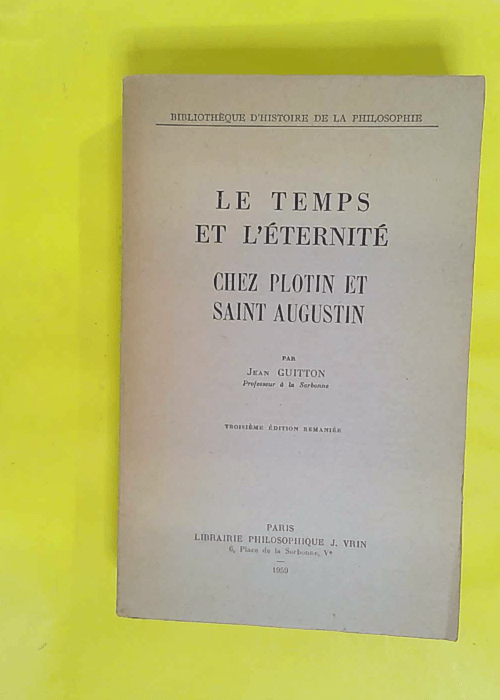 BIBLIOTHÈQUE D'HISTOIRE DE LA PHILOSOPHIE
LE TEMPS
ET L'ÉTERNITÉ
CHEZ PLOTIN ET
SAINT AUGUSTIN
PAR
JEAN GUITTON
Professeur à la Sorbonne
TROISIÈME ÉDITION REMANIÉE
PARIS
LIBRAIRIE PHILOSOPHIQUE J. VRIN
6, Place de la Sorbonne, Ve
1959